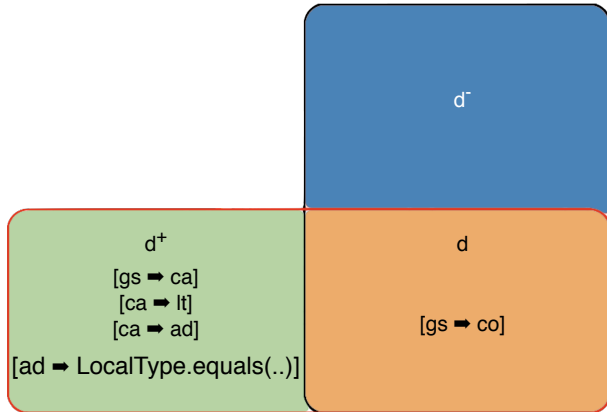 d⁻
d⁺
[gs ➡ ca]
[ca ➡ lt]
[ca ➡ ad]
[ad ➡ LocalType.equals(..)]
d
[gs ➡ co]